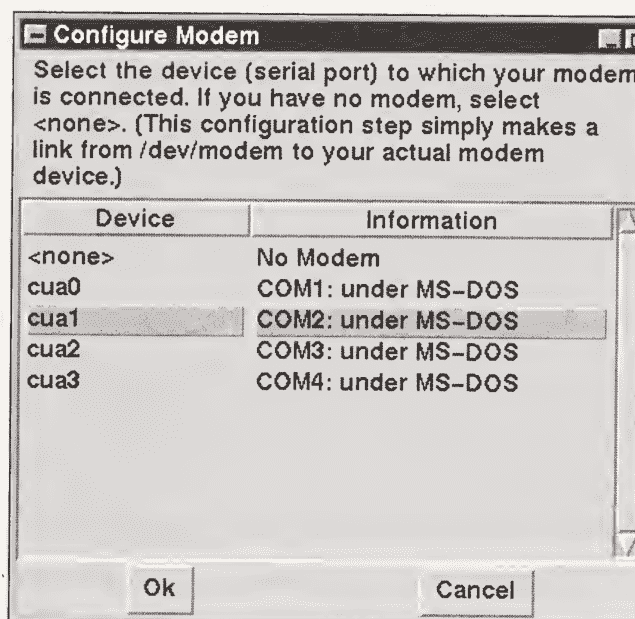 Configure Modem
Select the device (serial port) to which your modem
is connected. If you have no modem, select
<none>. (This configuration step simply makes a
link from /dev/modem to your actual modem
device.)
Device Information
<none> No Modem
cua0 COM1: under MS-DOS
cua1 COM2: under MS-DOS
cua2 COM3: under MS-DOS
cua3 COM4: under MS-DOS
Ok Cancel